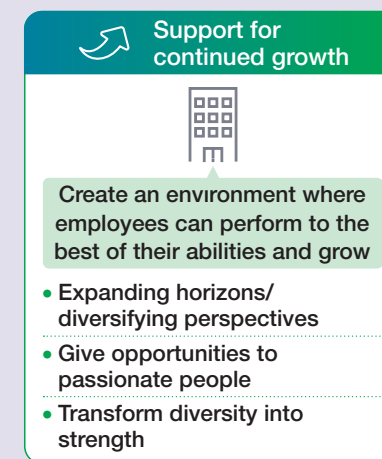 Support for
continued growth
Create an environment where
employees can perform to the
best of their abilities and grow
• Expanding horizons/
diversifying perspectives
• Give opportunities to
passionate people
• Transform diversity into
strength